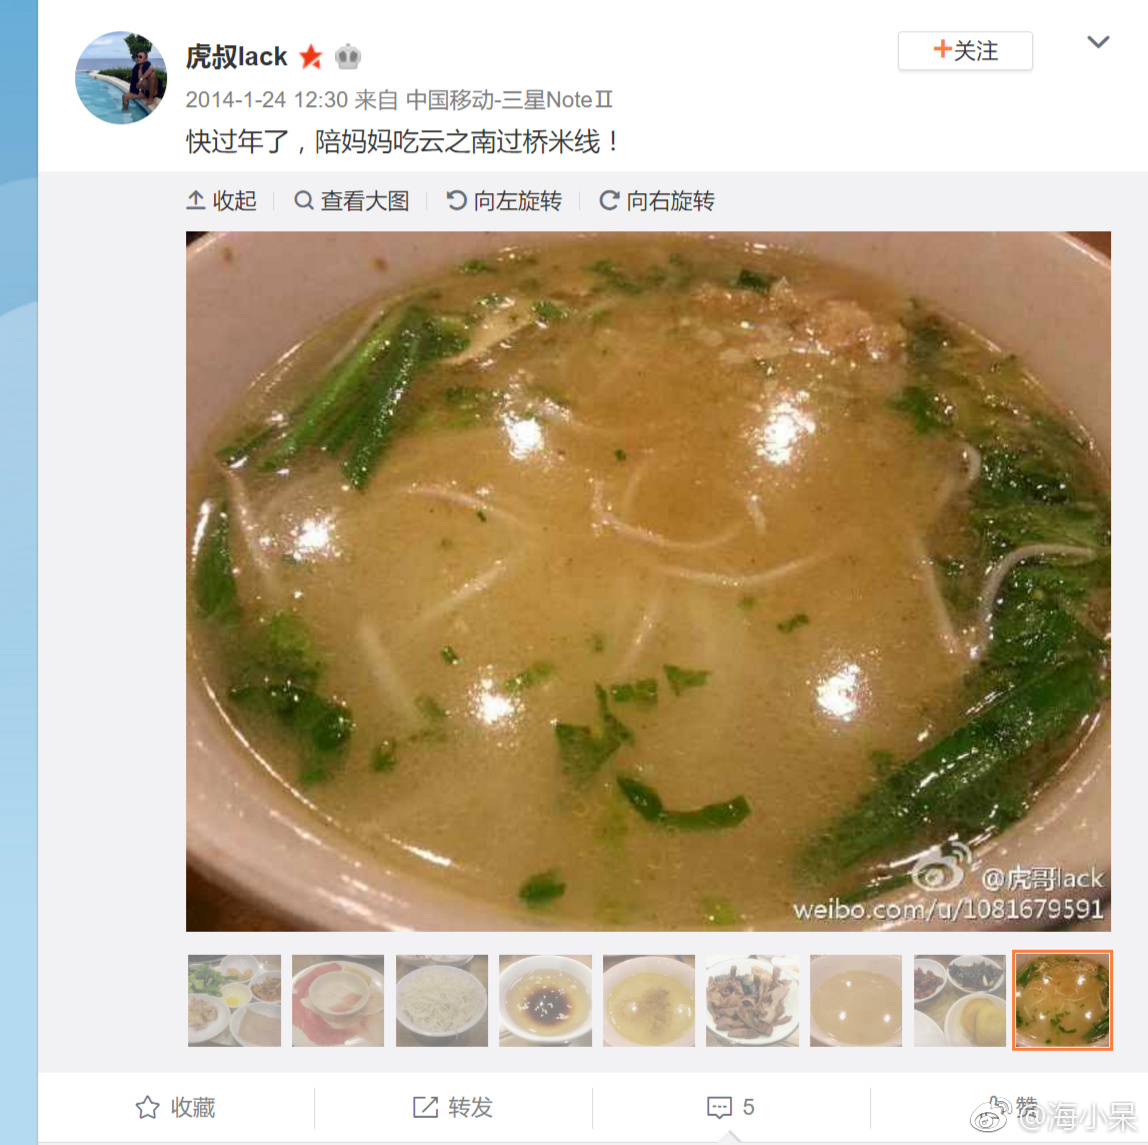 虎叔lack
+关注
2014-1-24 12:30 来自 中国移动-三星NoteⅡ
快过年了，陪妈妈吃云之南过桥米线！
收起 查看大图 向左旋转 向右旋转
@虎哥lack
weibo.com/u/1081679591
收藏 转发 5 赞
@海小呆